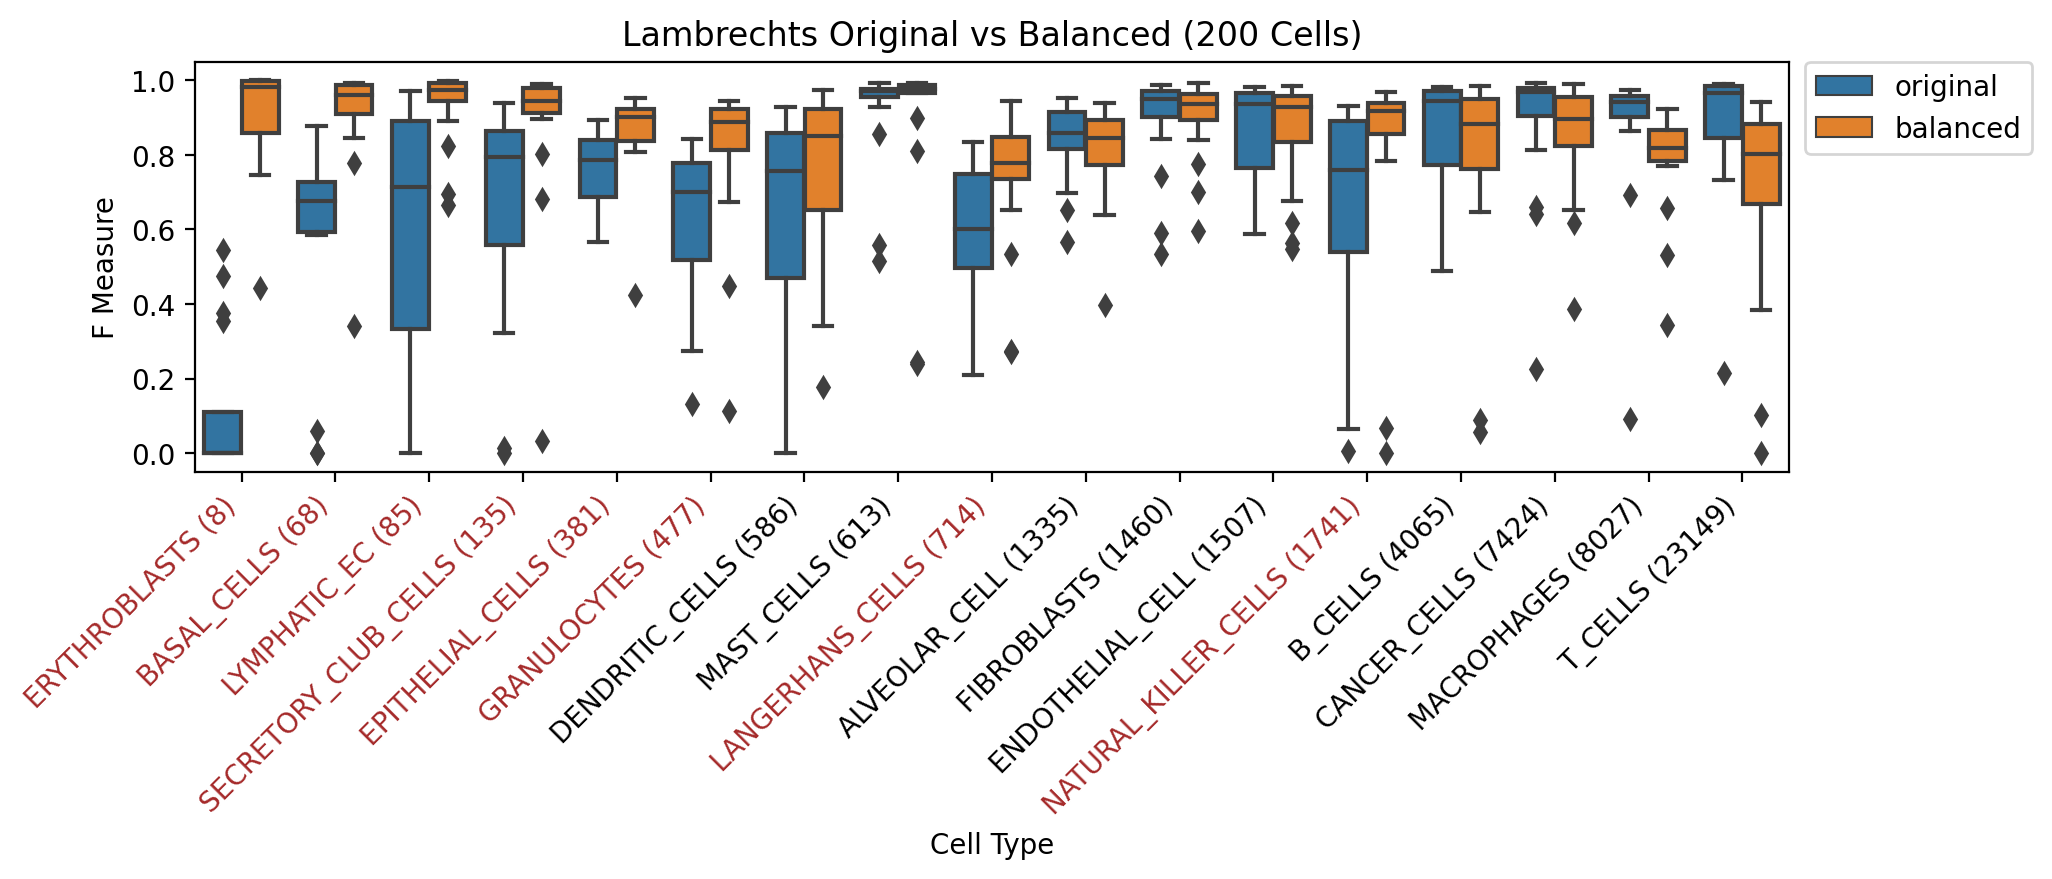 Lambrechts Original vs Balanced (200 Cells)
original
balanced
F Measure
1.0
0.8
0.6
0.4
0.2
0.0
ERYTHROBLASTS (8)
BASAL_CELLS (68)
LYMPHATIC_EC (85)
SECRETORY_CLUB_CELLS (135)
EPITHELIAL_CELLS (381)
GRANULOCYTES (477)
DENDRITIC_CELLS (586)
MAST_CELLS (613)
LANGERHANS_CELLS (714)
ALVEOLAR_CELL (1335)
FIBROBLASTS (1460)
ENDOTHELIAL_CELL (1507)
NATURAL_KILLER_CELLS (1741)
B_CELLS (4065)
CANCER_CELLS (7424)
MACROPHAGES (8027)
T_CELLS (23149)
Cell Type